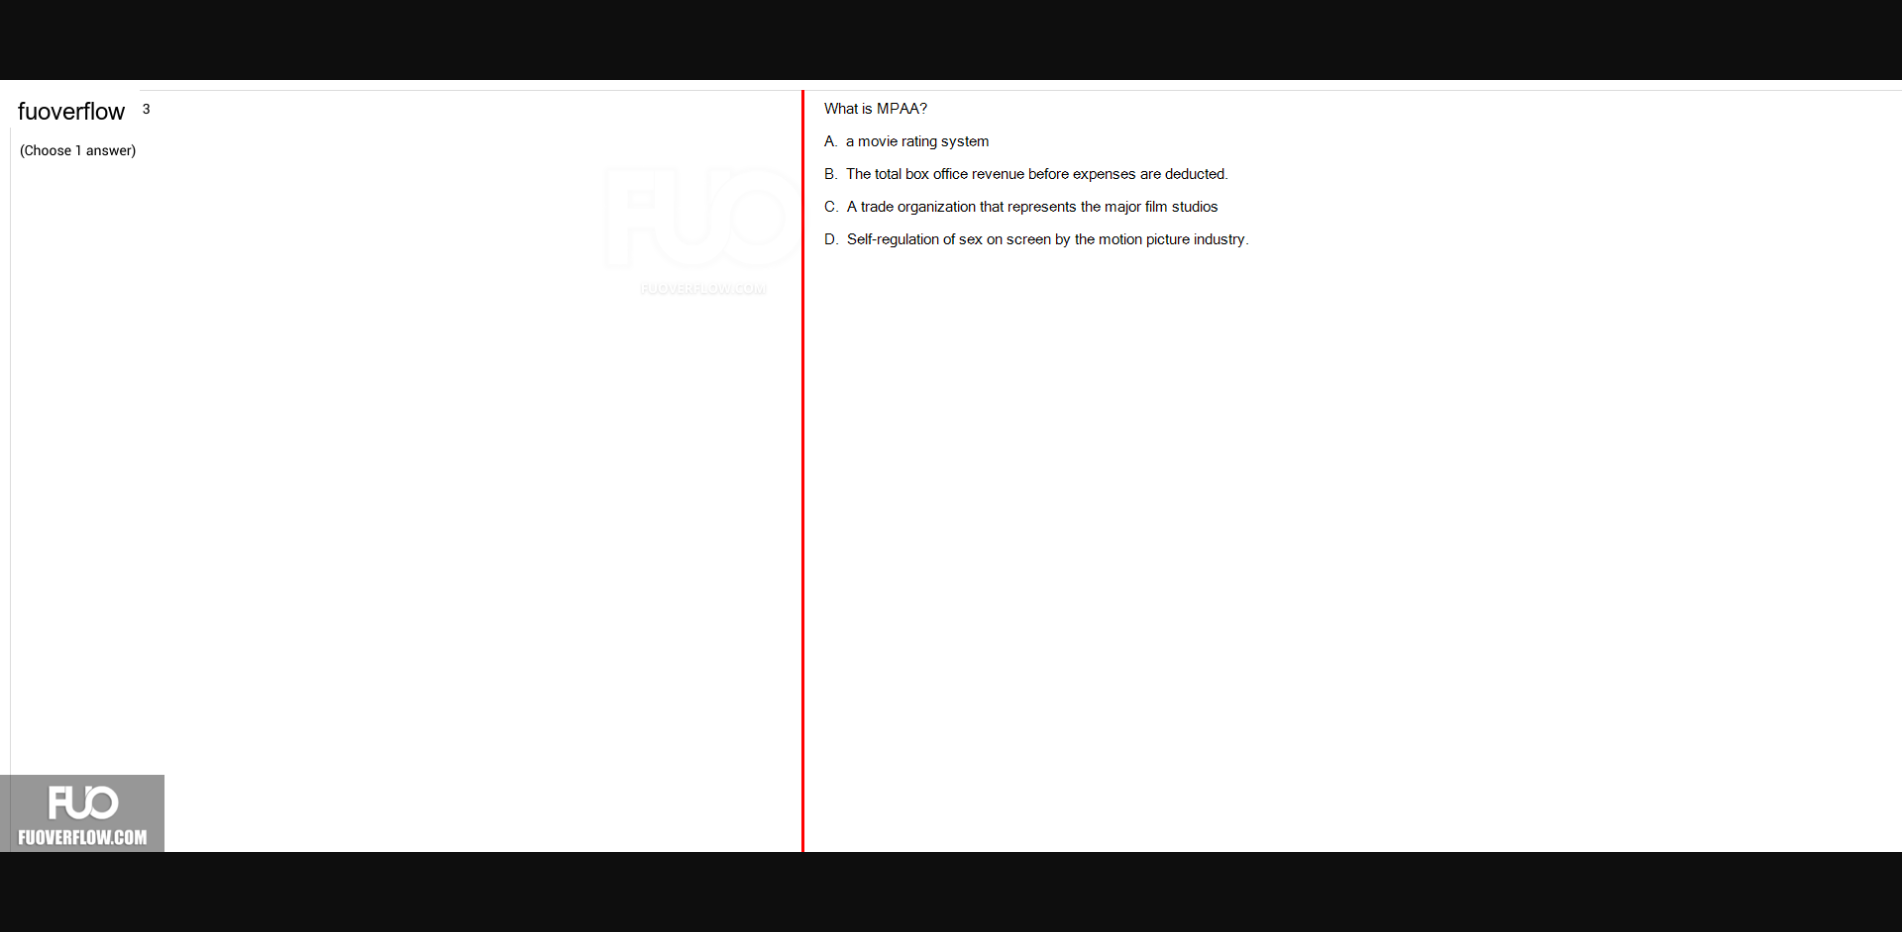 fuoverflow 3
(Choose 1 answer)
What is MPAA?
A. a movie rating system
B. The total box office revenue before expenses are deducted.
C. A trade organization that represents the major film studios
D. Self-regulation of sex on screen by the motion picture industry.
FUO
FUOVERFLOW.COM
FUO
FUOVERFLOW.COM